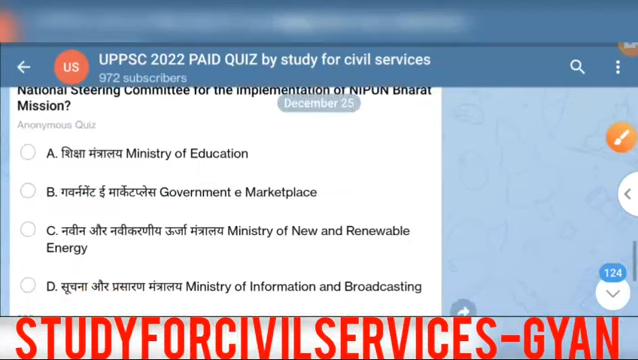 UPPSC 2022 PAID QUIZ by study for civil services
US
972 subscribers
National Steering Committee for the implementation of NIPUN Bharat
Mission?
December 25
Anonymous Quiz
A. शिक्षा मंत्रालय Ministry of Education
B. गवर्नमेंट ई मार्केटप्लेस Government e Marketplace
C. नवीन और नवीकरणीय ऊर्जा मंत्रालय Ministry of New and Renewable
Energy
D. सूचना और प्रसारण मंत्रालय Ministry of Information and Broadcasting
124
STUDYFORCIVILSERVICES-GYAN